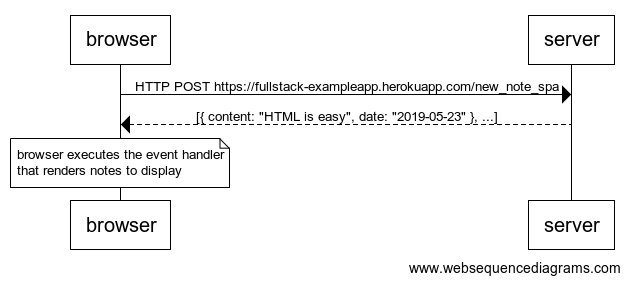 browser
server
HTTP POST https://fullstack-exampleapp.herokuapp.com/new_note_spa
[{ content: "HTML is easy", date: "2019-05-23" }, ...]
browser executes the event handler
that renders notes to display
browser
server
www.websequencediagrams.com